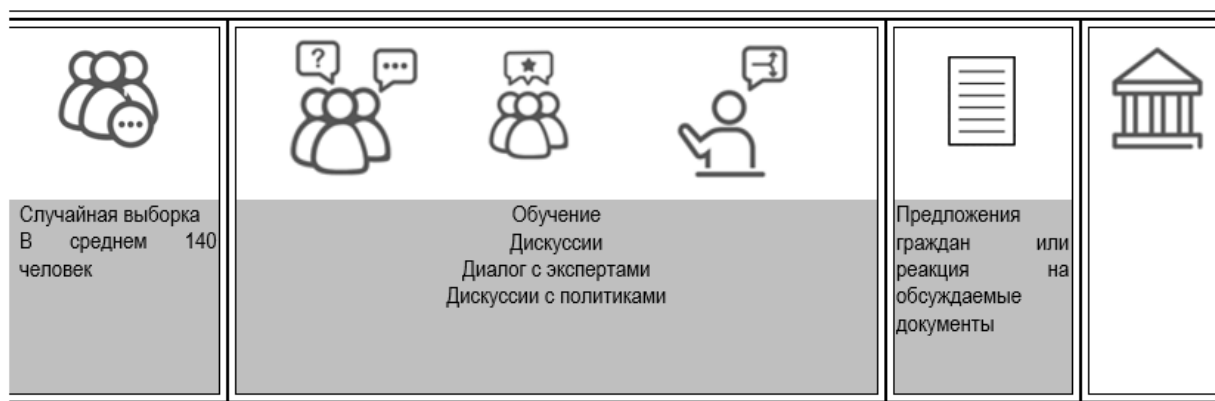 ?
Случайная выборка
В среднем 140
человек
Обучение
Дискуссии
Диалог с экспертами
Дискуссии с политиками
Предложения
граждан или
реакция на
обсуждаемые
документы